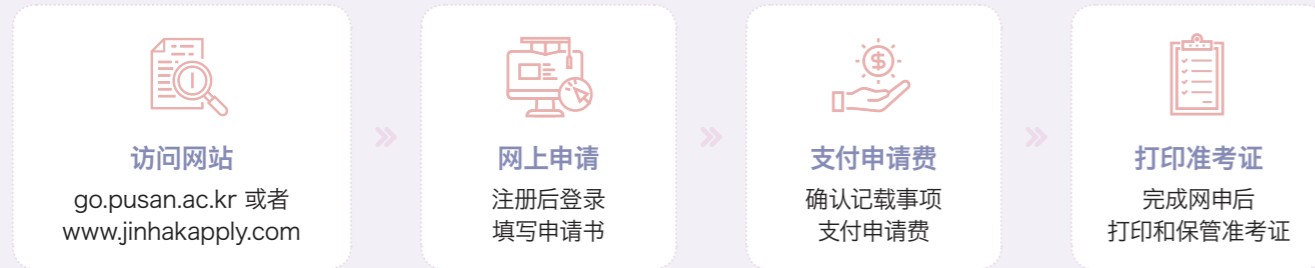 访问网站
go.pusan.ac.kr 或者
www.jinhakapply.com
网上申请
注册后登录
填写申请书
支付申请费
确认记载事项
支付申请费
打印准考证
完成网申后
打印和保管准考证